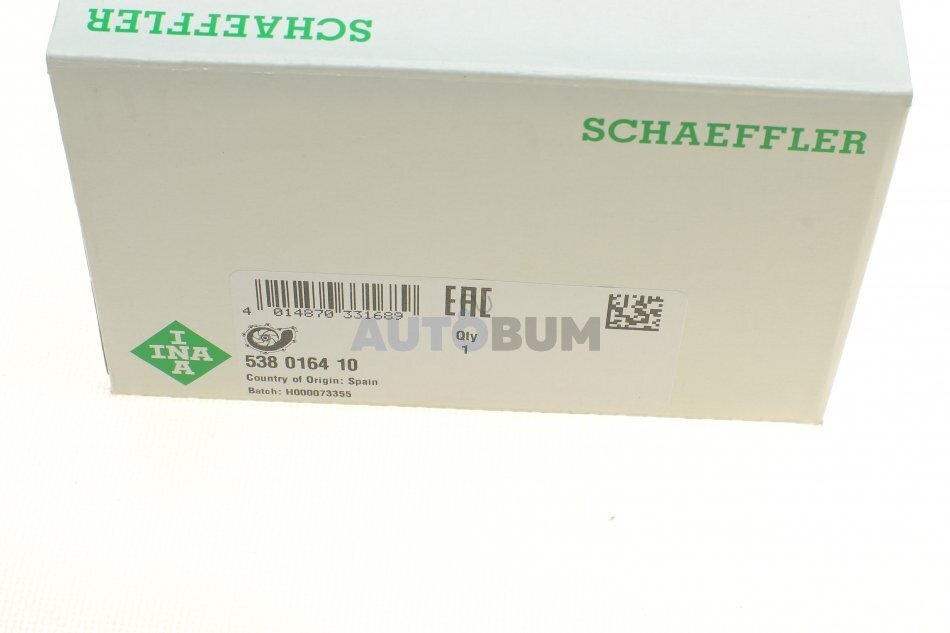 SCHAEFFLER
SCHAEFFLER
4 014870 331689
EAC
AUTOBUM
Qty
1
INA
INA
538 0164 10
Country of Origin: Spain
Batch: H000073355